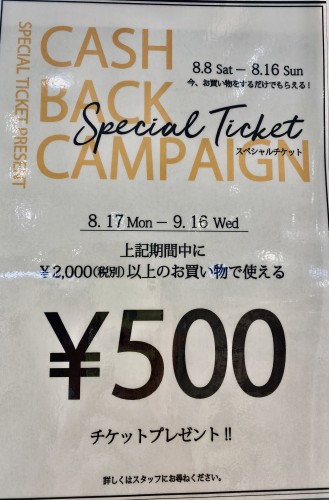 SPECIAL TICKET PRESENT
CASH
BACK
CAMPAIGN
8.8 Sat – 8.16 Sun
今、お買い物をするだけでもらえる！
Special Ticket
スペシャルチケット
8.17 Mon – 9.16 Wed
上記期間中に
¥2,000(税別)以上のお買い物で使える
¥500
チケットプレゼント!!
詳しくはスタッフにお尋ねください。